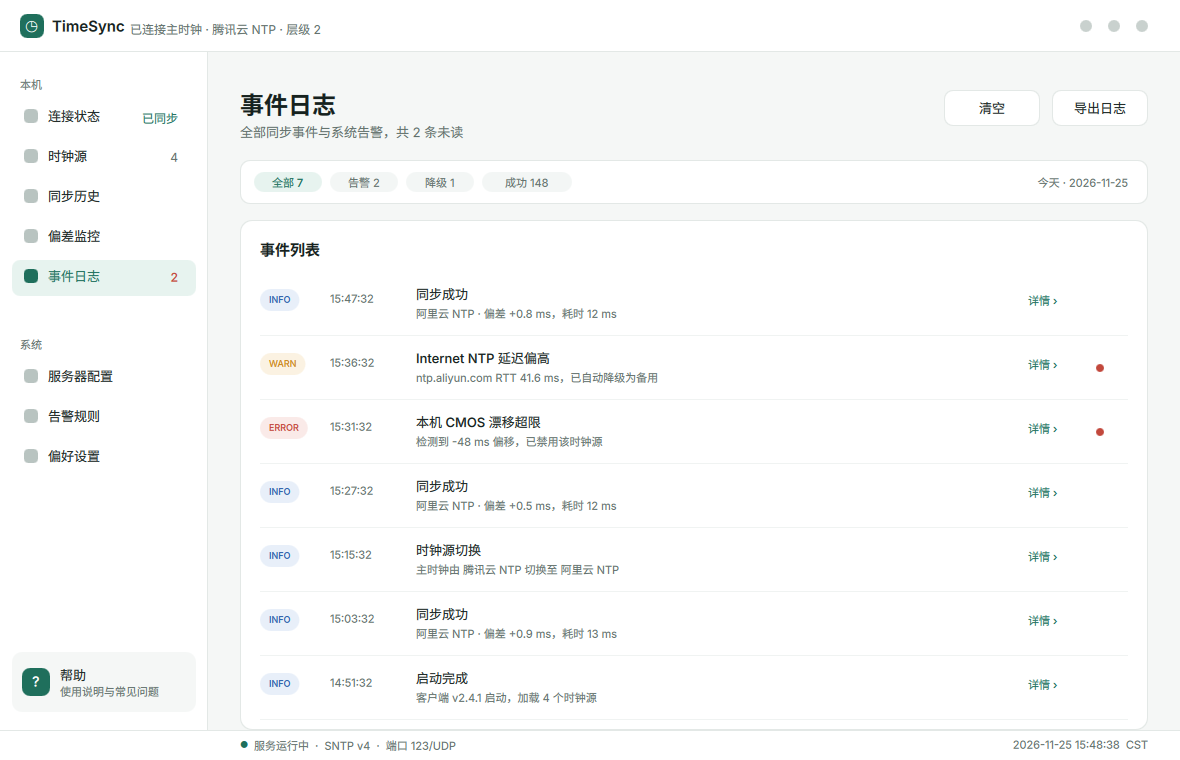 TimeSync 已连接主时钟 · 腾讯云 NTP · 层级 2
本机
连接状态 已同步
时钟源 4
同步历史
偏差监控
事件日志 2
系统
服务器配置
告警规则
偏好设置
? 帮助
使用说明与常见问题
事件日志
全部同步事件与系统告警，共 2 条未读
清空 导出日志
全部 7 告警 2 降级 1 成功 148 今天 · 2026-11-25
事件列表
INFO 15:47:32 同步成功 详情 ›
阿里云 NTP · 偏差 +0.8 ms，耗时 12 ms
WARN 15:36:32 Internet NTP 延迟偏高 详情 ›
ntp.aliyun.com RTT 41.6 ms，已自动降级为备用
ERROR 15:31:32 本机 CMOS 漂移超限 详情 ›
检测到 -48 ms 偏移，已禁用该时钟源
INFO 15:27:32 同步成功 详情 ›
阿里云 NTP · 偏差 +0.5 ms，耗时 12 ms
INFO 15:15:32 时钟源切换 详情 ›
主时钟由 腾讯云 NTP 切换至 阿里云 NTP
INFO 15:03:32 同步成功 详情 ›
阿里云 NTP · 偏差 +0.9 ms，耗时 13 ms
INFO 14:51:32 启动完成 详情 ›
客户端 v2.4.1 启动，加载 4 个时钟源
服务运行中 · SNTP v4 · 端口 123/UDP 2026-11-25 15:48:38 CST